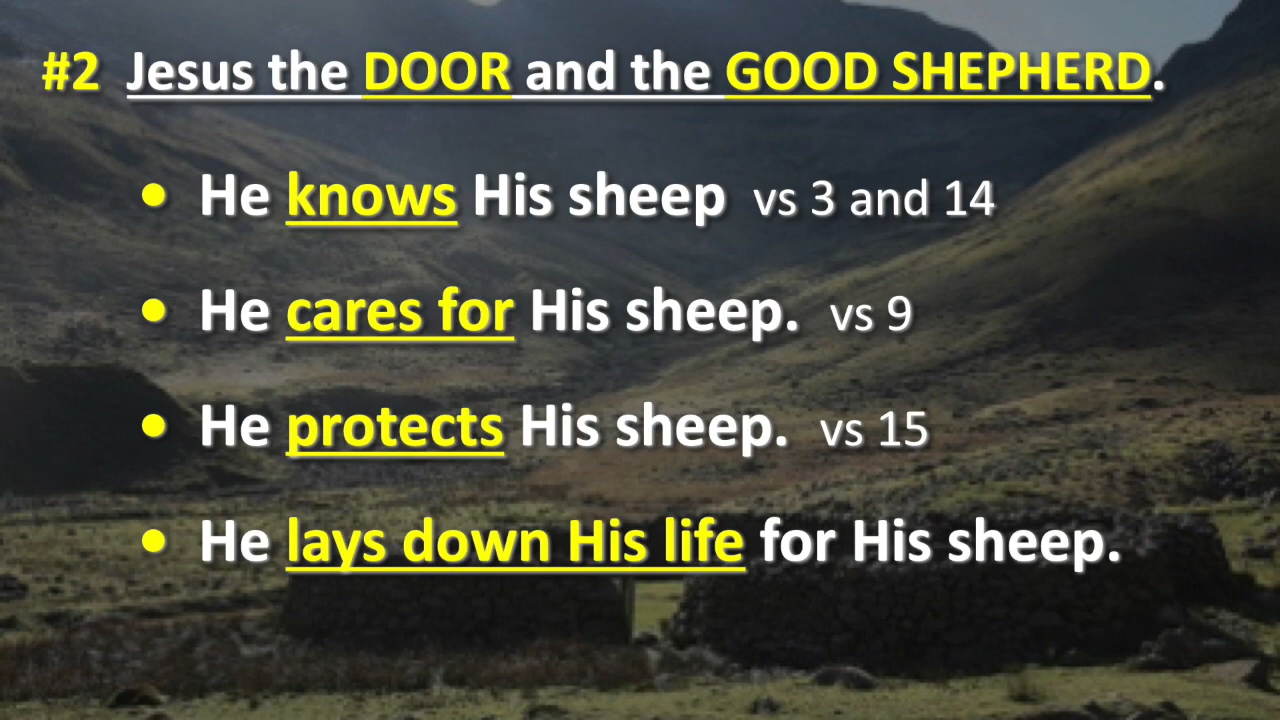 #2 Jesus the DOOR and the GOOD SHEPHERD.
• He knows His sheep vs 3 and 14
• He cares for His sheep. vs 9
• He protects His sheep. vs 15
• He lays down His life for His sheep.